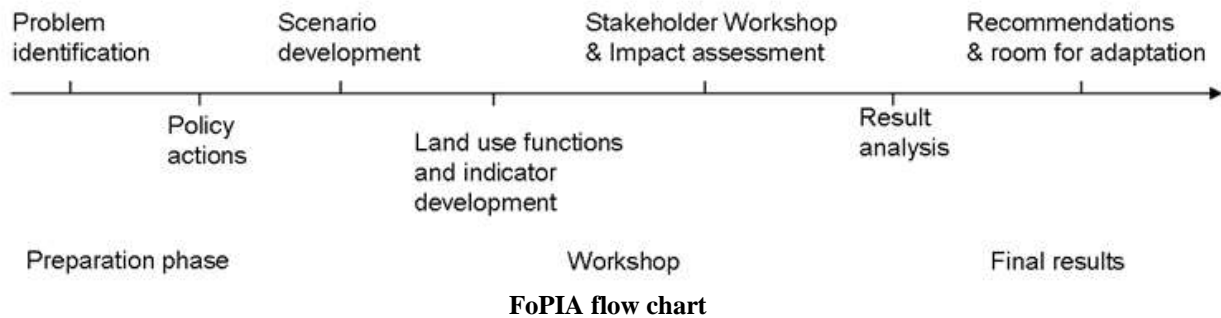 Problem
identification
Scenario
development
Stakeholder Workshop
& Impact assessment
Recommendations
& room for adaptation
Policy
actions
Land use functions
and indicator
development
Result
analysis
Preparation phase
Workshop
Final results
FoPIA flow chart